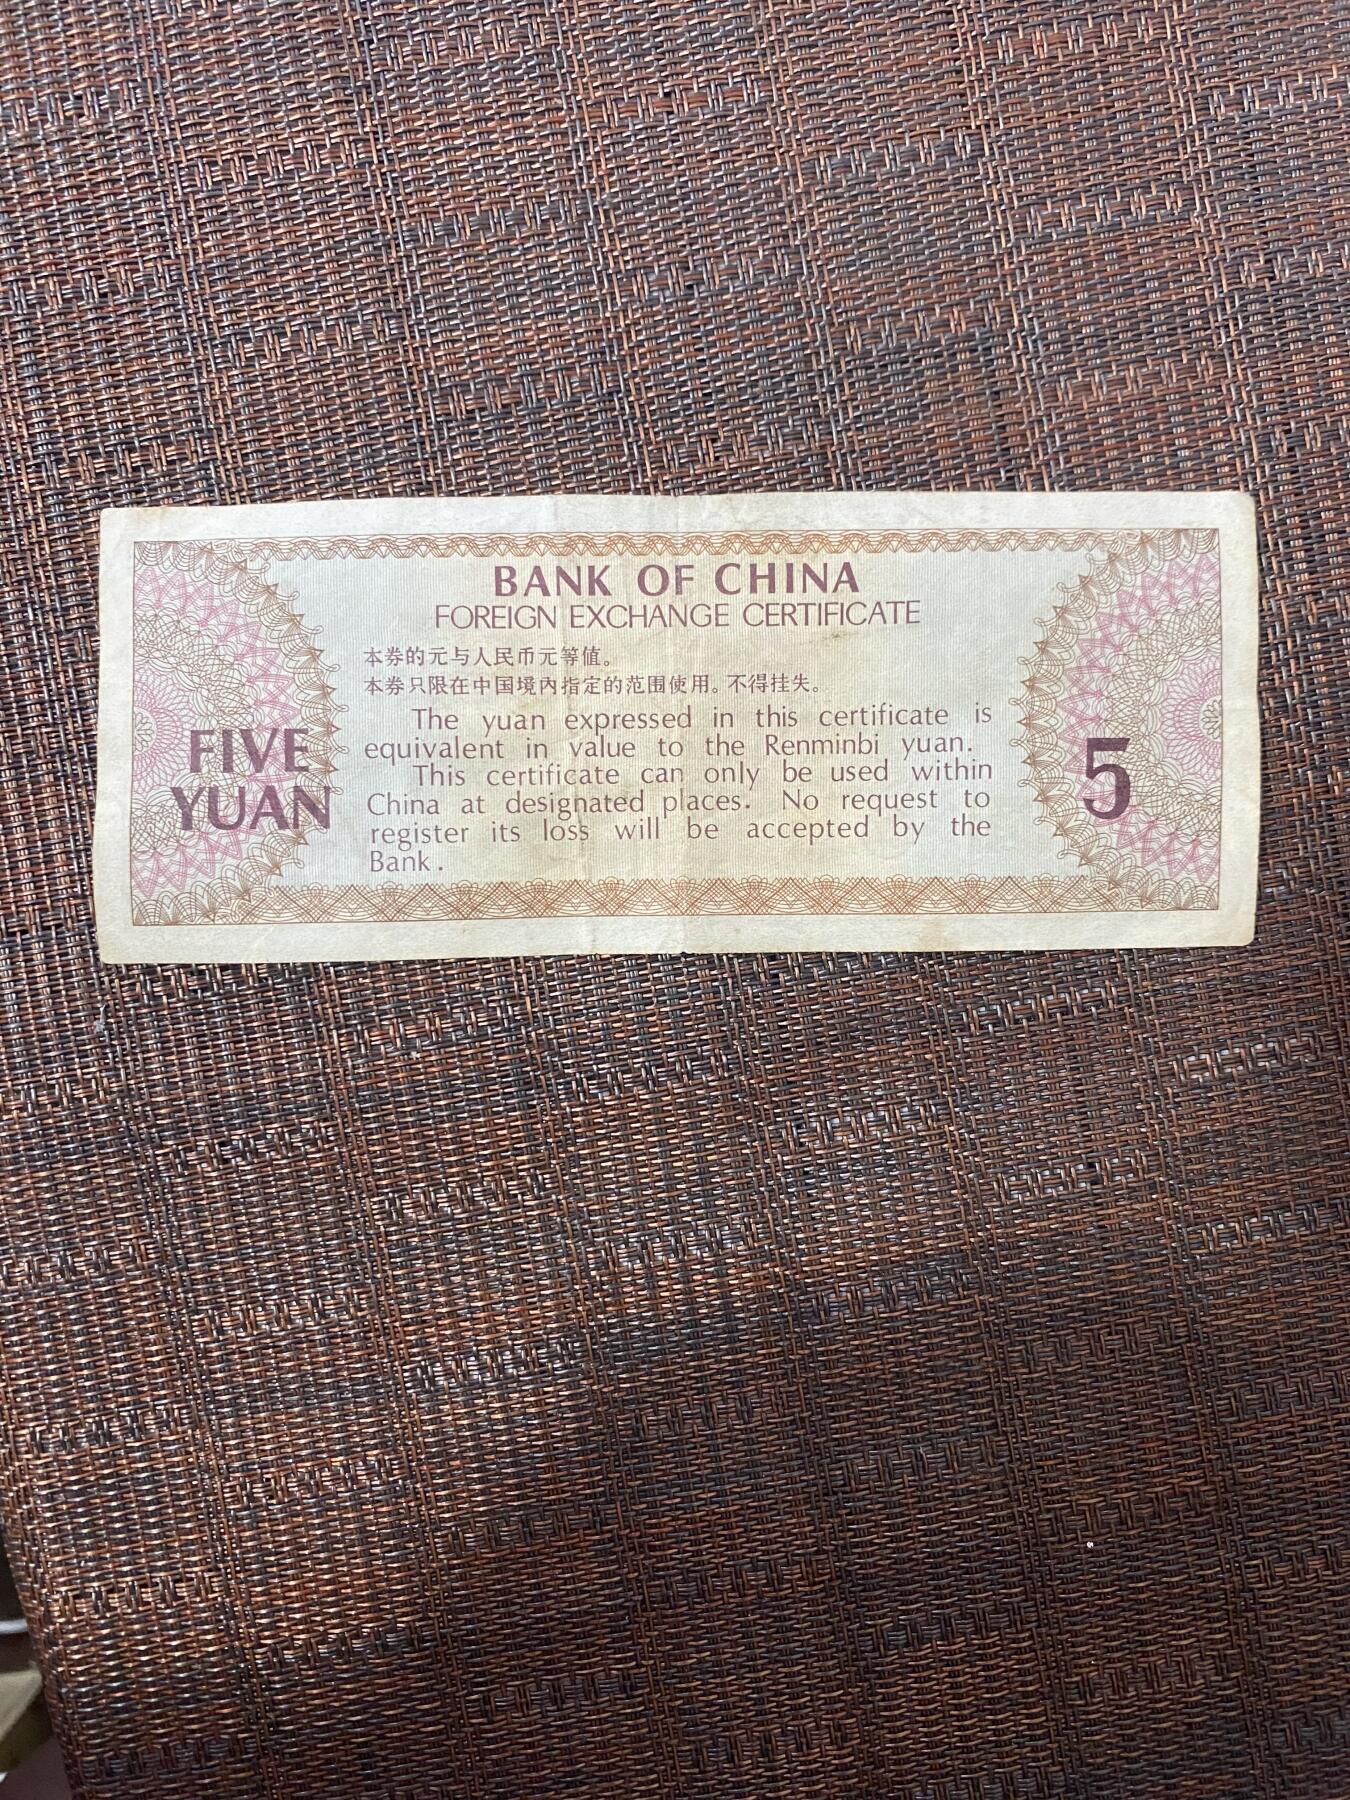 BANK OF CHINA
FOREIGN EXCHANGE CERTIFICATE
本券的元与人民币元等值。
本券只限在中国境内指定的范围使用。不得挂失。
The yuan expressed in this certificate is
equivalent in value to the Renminbi yuan.
This certificate can only be used within
China at designated places. No request to
register its loss will be accepted by the
Bank.
FIVE
YUAN
5